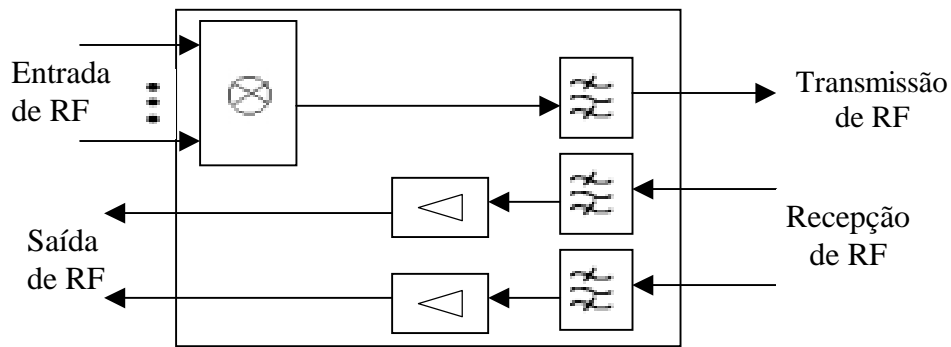 Entrada
de RF
Transmissão
de RF
Saída
de RF
Recepção
de RF